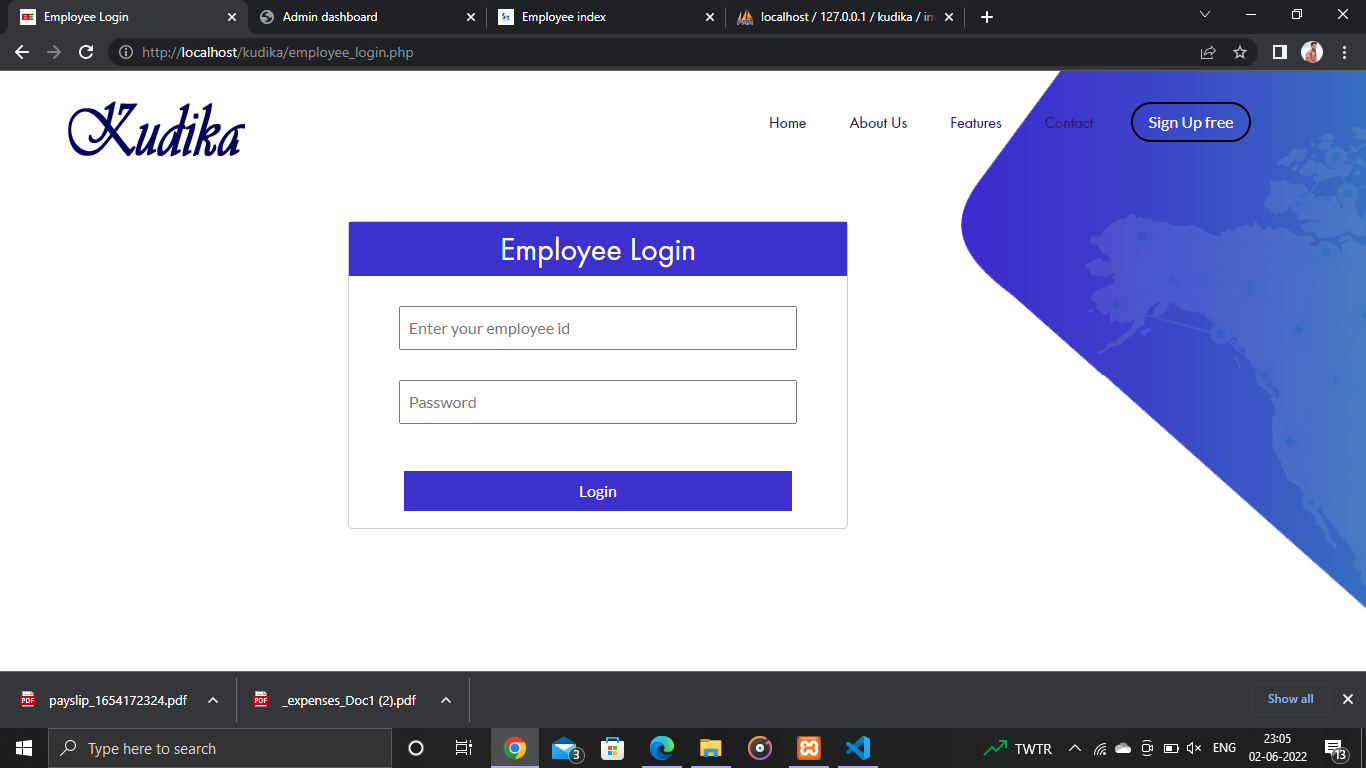 Employee Login
Admin dashboard
Employee index
localhost / 127.0.0.1 / kudika /
http://localhost/kudika/employee_login.php
Kudika
Home
About Us
Features
Contact
Sign Up free
Employee Login
Enter your employee id
Password
Login
payslip_1654172324.pdf
_expenses_Doc1 (2).pdf
Show all
Type here to search
3
TWTR
ENG
23:05
02-06-2022
13